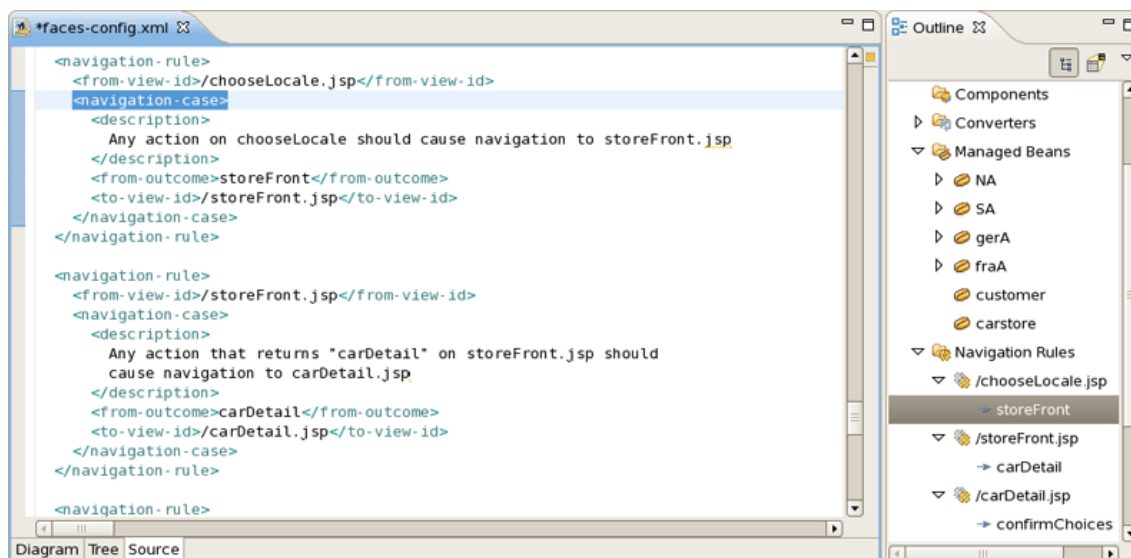 *faces-config.xml
<navigation-rule>
<from-view-id>/chooseLocale.jsp</from-view-id>
<navigation-case>
<description>
Any action on chooseLocale should cause navigation to storeFront.jsp
</description>
<from-outcome>storeFront</from-outcome>
<to-view-id>/storeFront.jsp</to-view-id>
</navigation-case>
</navigation-rule>
<navigation-rule>
<from-view-id>/storeFront.jsp</from-view-id>
<navigation-case>
<description>
Any action that returns "carDetail" on storeFront.jsp should
cause navigation to carDetail.jsp
</description>
<from-outcome>carDetail</from-outcome>
<to-view-id>/carDetail.jsp</to-view-id>
</navigation-case>
</navigation-rule>
<navigation-rule>
Diagram Tree Source
Outline
Components
Converters
Managed Beans
NA
SA
gerA
fraA
customer
carstore
Navigation Rules
/chooseLocale.jsp
storeFront
/storeFront.jsp
carDetail
/carDetail.jsp
confirmChoices